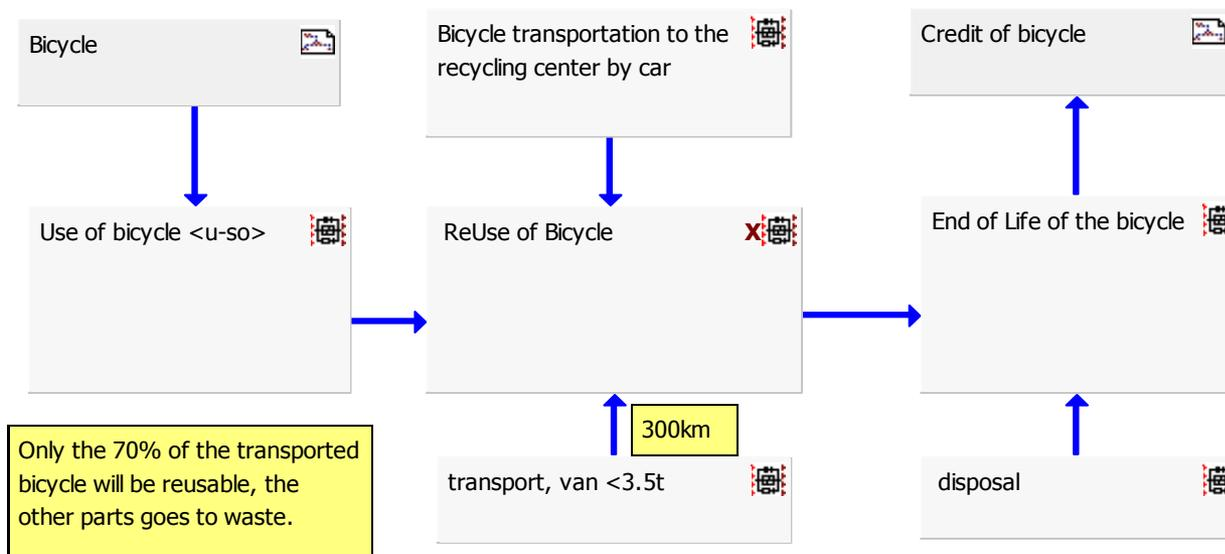 Bicycle
Bicycle transportation to the
recycling center by car
Credit of bicycle
Use of bicycle <u-so>
ReUse of Bicycle
X
End of Life of the bicycle
300km
Only the 70% of the transported
bicycle will be reusable, the
other parts goes to waste.
transport, van <3.5t
disposal